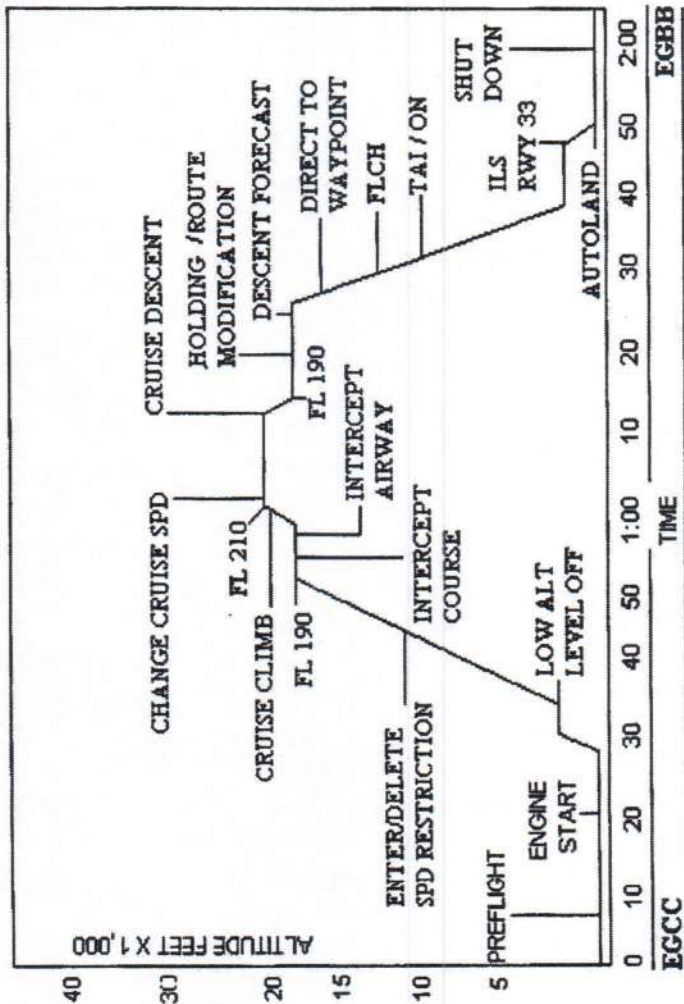 ALTITUDE FEET X 1,000
40
30
20
15
10
5
CHANGE CRUISE SPD
CRUISE DESCENT
FL 210
CRUISE CLIMB
FL 190
FL 190
HOLDING /ROUTE
MODIFICATION
DESCENT FORECAST
DIRECT TO
WAYPOINT
FLCH
TAI / ON
INTERCEPT
AIRWAY
INTERCEPT
COURSE
ENTER/DELETE
SPD RESTRICTION
LOW ALT
LEVEL OFF
PREFLIGHT
ENGINE
START
ILS
RWY 33
SHUT
DOWN
AUTOLAND
0
10
20
30
40
50
1:00
10
20
30
40
50
2:00
TIME
EGCC
EGBB